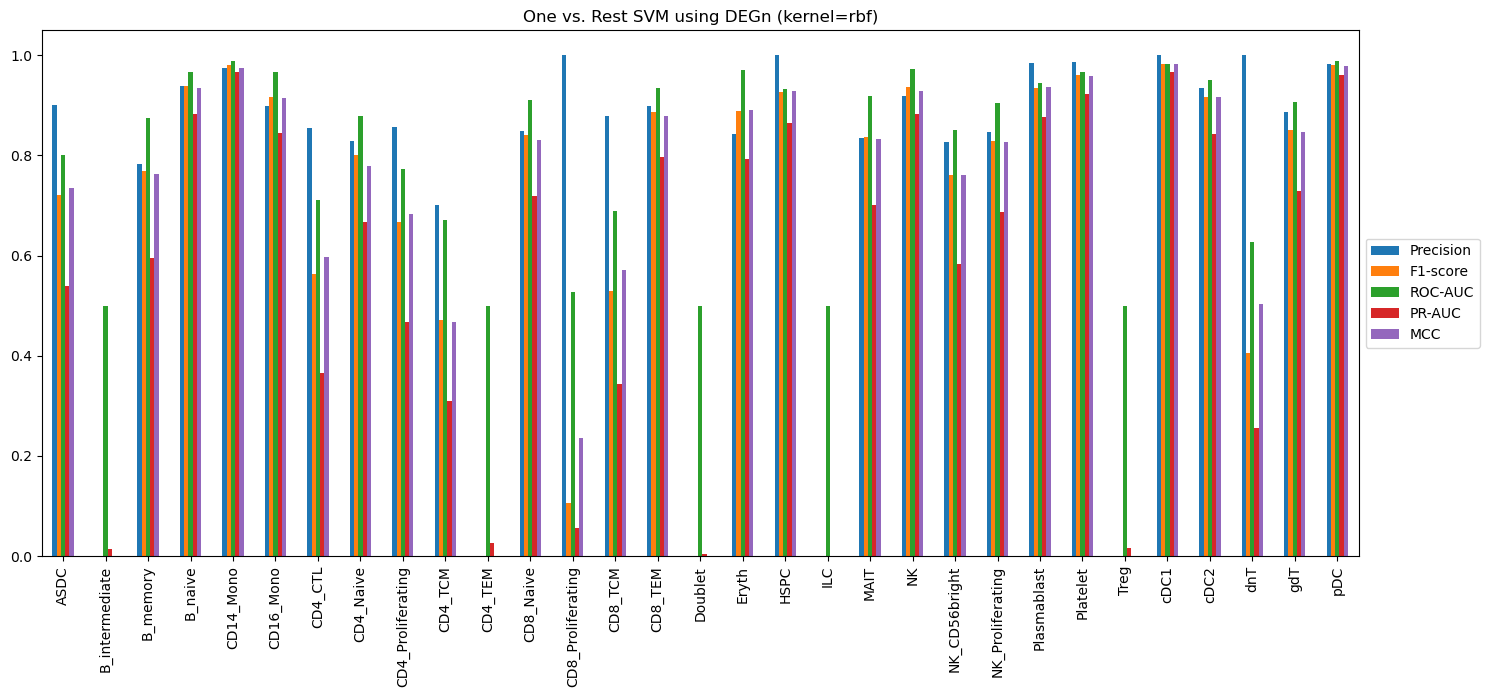 One vs. Rest SVM using DEGn (kernel=rbf)
1.0
0.8
0.6
0.4
0.2
0.0
ASDC
B_intermediate
B_memory
B_naive
CD14_Mono
CD16_Mono
CD4_CTL
CD4_Naive
CD4_Proliferating
CD4_TCM
CD4_TEM
CD8_Naive
CD8_Proliferating
CD8_TCM
CD8_TEM
Doublet
Eryth
HSPC
ILC
MAIT
NK
NK_CD56bright
NK_Proliferating
Plasmablast
Platelet
Treg
cDC1
cDC2
dnT
gdT
pDC
Precision
F1-score
ROC-AUC
PR-AUC
MCC